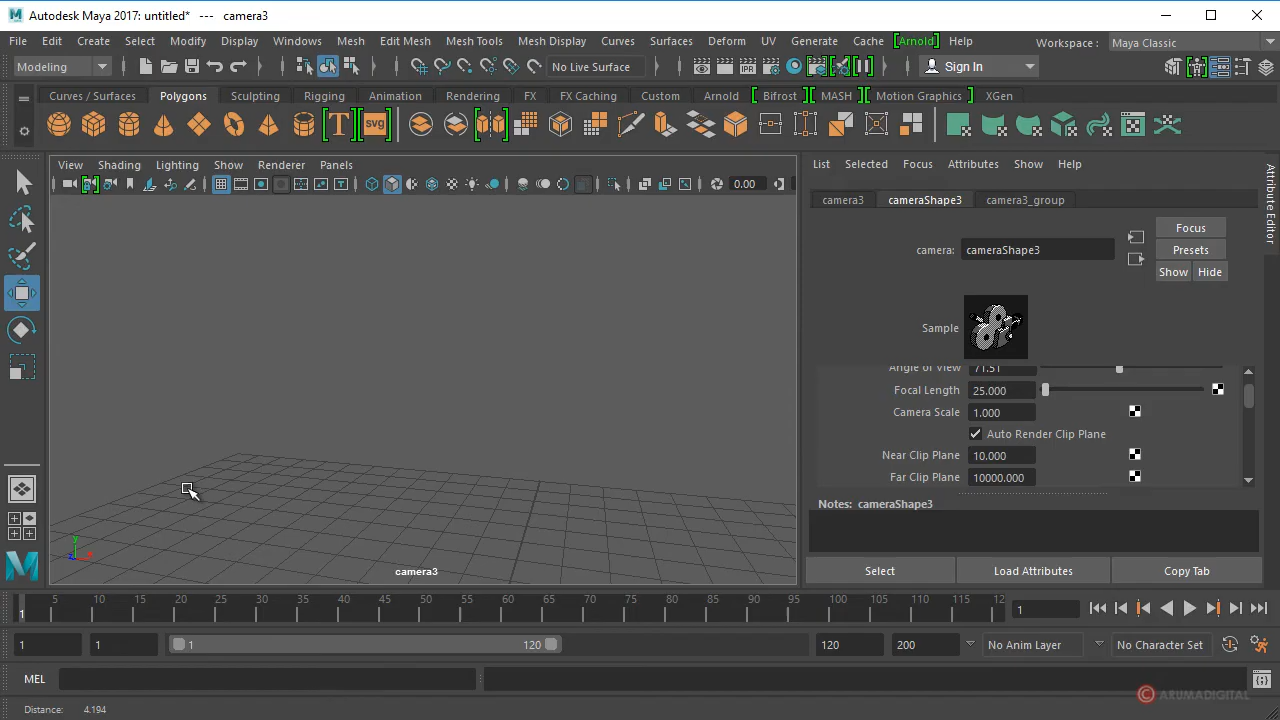 Autodesk Maya 2017: untitled* --- camera3
File Edit Create Select Modify Display Windows Mesh Edit Mesh Mesh Tools Mesh Display Curves Surfaces Deform UV Generate Cache [Arnold] Help Workspace : Maya Classic
Modeling No Live Surface IPR Sign In
Curves / Surfaces Polygons Sculpting Rigging Animation Rendering FX FX Caching Custom Arnold Bifrost MASH Motion Graphics XGen
T SVG
View Shading Lighting Show Renderer Panels
0.00
List Selected Focus Attributes Show Help
camera3 cameraShape3 camera3_group
Attribute Editor
Focus
camera: cameraShape3
Presets
Show Hide
Sample
Angle of View 71.51
Focal Length 25.000
Camera Scale 1.000
Auto Render Clip Plane
Near Clip Plane 10.000
Far Clip Plane 10000.000
Notes: cameraShape3
y
z x
camera3
Select Load Attributes Copy Tab
1 5 10 15 20 25 30 35 40 45 50 55 60 65 70 75 80 85 90 95 100 105 110 115 12 1
1 1 1 120 120 200 No Anim Layer No Character Set
MEL
© ARUMADIGITAL
Distance: 4.194